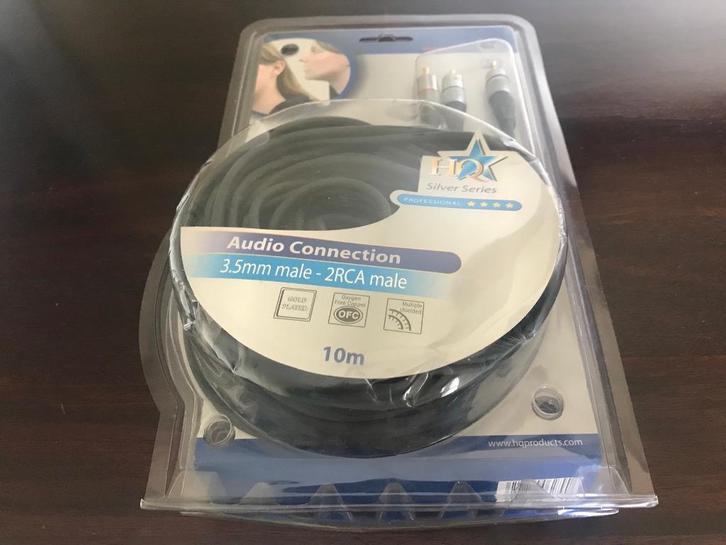 HQ
Silver Series
PROFESSIONAL
Audio Connection
3.5mm male - 2RCA male
GOLD
PLATED
Oxygen
Free Copper
OFC
Multiple
shielded
10m
www.hqproducts.com